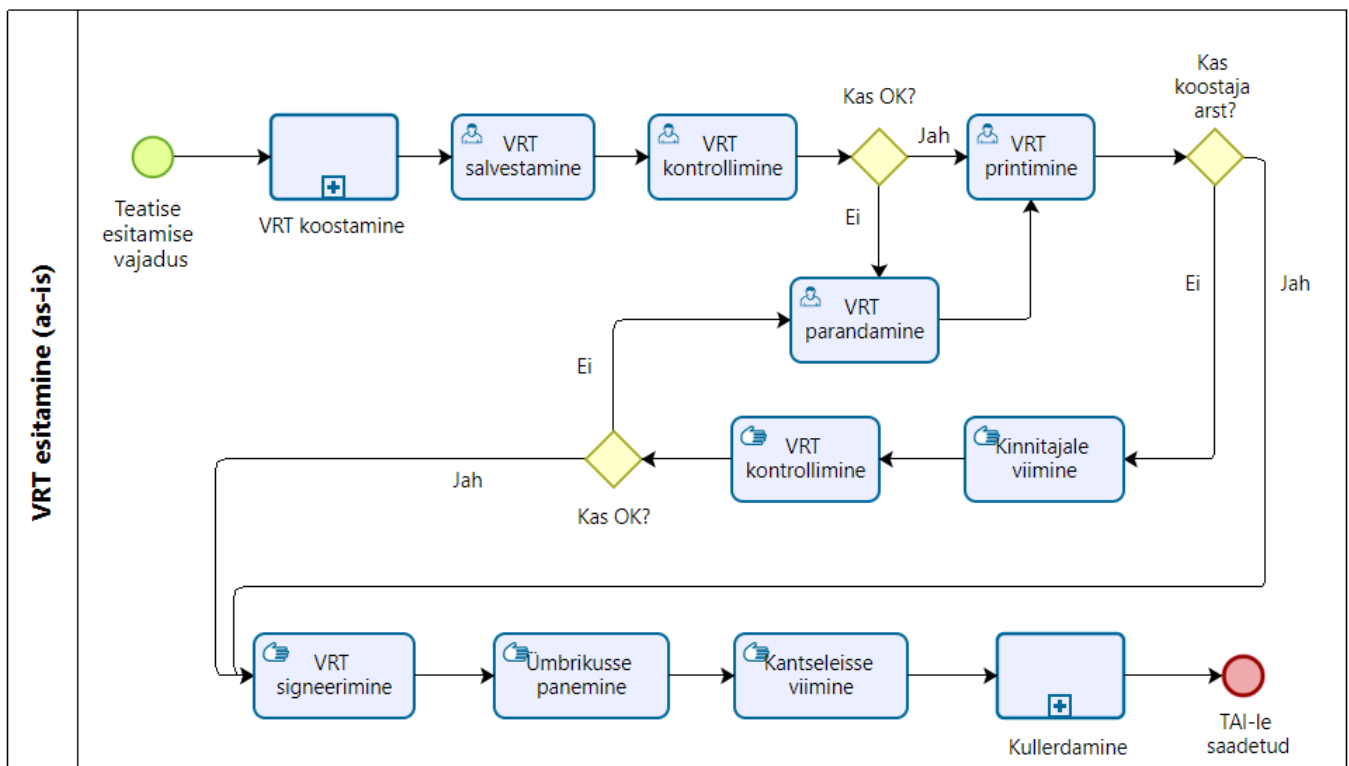 VRT esitamine (as-is)
Teatise
esitamise
vajadus
VRT koostamine
VRT
salvestamine
VRT
kontrollimine
Kas OK?
Jah
Ei
VRT
printimine
Kas
koostaja
arst?
Ei
Jah
VRT
parandamine
Ei
Kinnitajale
viimine
VRT
kontrollimine
Kas OK?
Jah
VRT
signeerimine
Ümbrikusse
panemine
Kantseleisse
viimine
Kullerdamine
TAI-le
saadetud